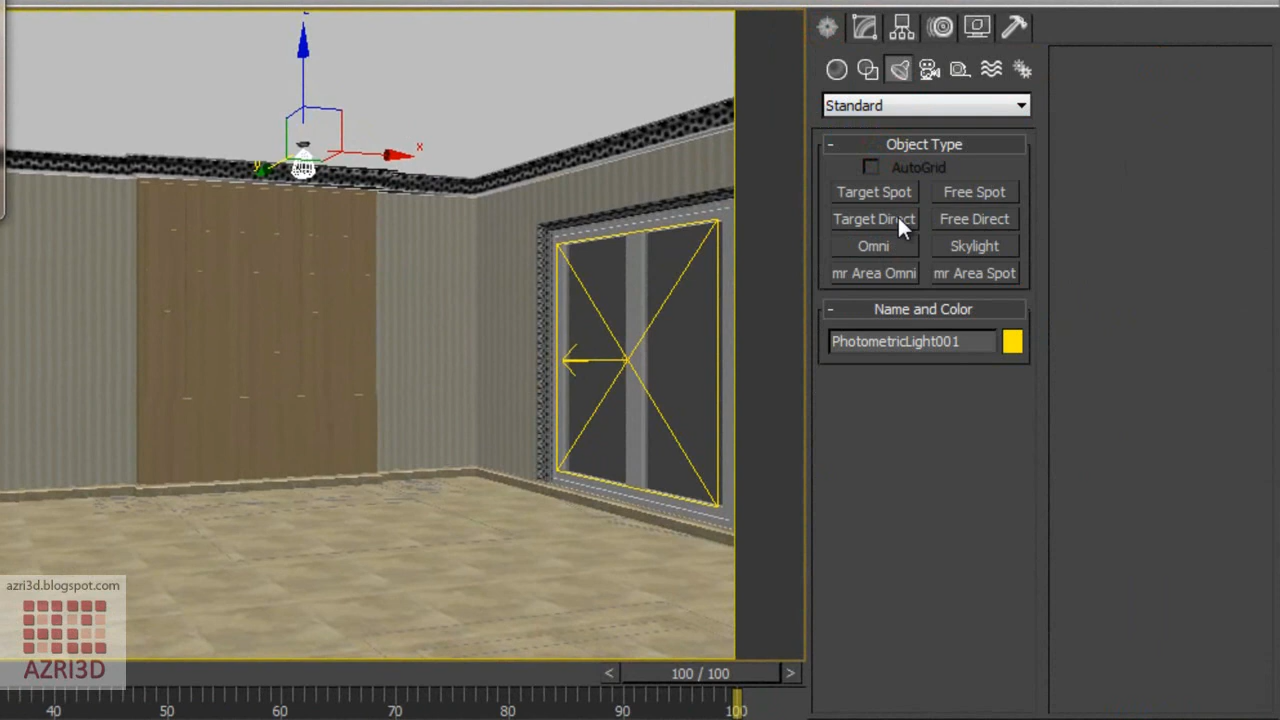 x
y
Standard
- Object Type
AutoGrid
Target Spot Free Spot
Target Direct Free Direct
Omni Skylight
mr Area Omni mr Area Spot
- Name and Color
PhotometricLight001
azri3d.blogspot.com
AZRI3D
< 100 / 100 >
40 50 60 70 80 90 100